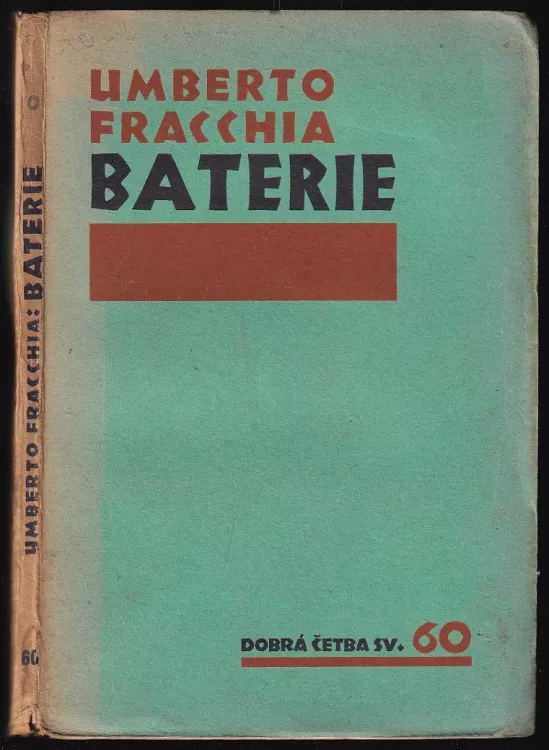 UMBERTO
FRACCHIA
BATERIE
DOBRÁ ČETBA SV. 60
UMBERTO FRACCHIA: BATERIE
60